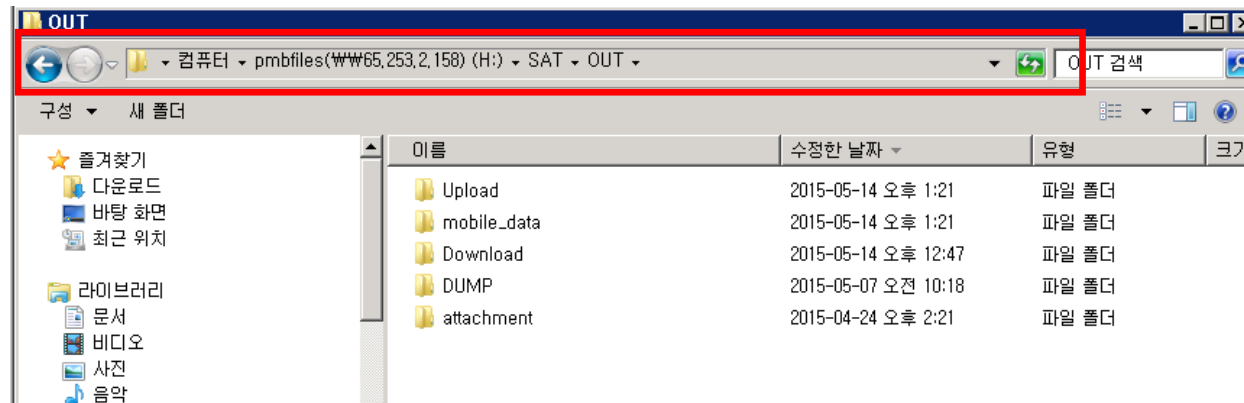 OUT
컴퓨터 pmbfiles(₩₩65,253,2,158) (H:) SAT OUT OUT 검색
구성 새 폴더
이름 수정한 날짜 유형 크기
즐겨찾기
다운로드
바탕 화면
최근 위치
라이브러리
문서
비디오
사진
음악
Upload 2015-05-14 오후 1:21 파일 폴더
mobile_data 2015-05-14 오후 1:21 파일 폴더
Download 2015-05-14 오후 12:47 파일 폴더
DUMP 2015-05-07 오전 10:18 파일 폴더
attachment 2015-04-24 오후 2:21 파일 폴더